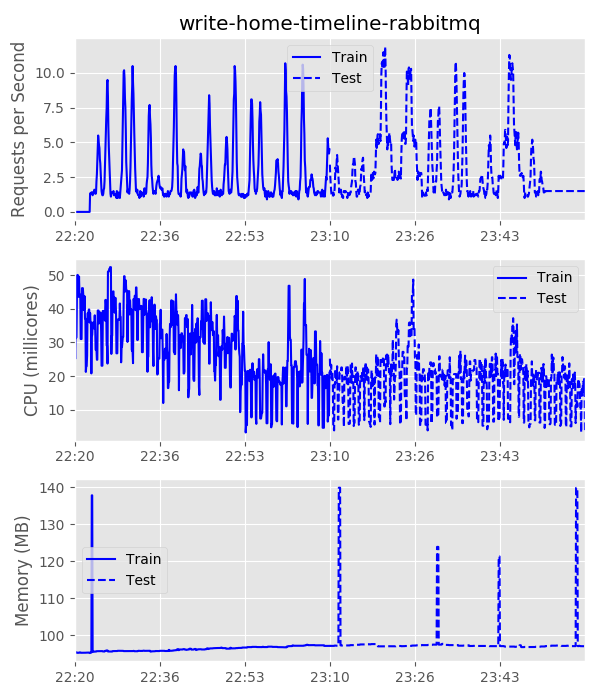 write-home-timeline-rabbitmq
Requests per Second
10.0
7.5
5.0
2.5
0.0
Train
Test
22:20 22:36 22:53 23:10 23:26 23:43
CPU (millicores)
50
40
30
20
10
Train
Test
22:20 22:36 22:53 23:10 23:26 23:43
Memory (MB)
140
130
120
110
100
Train
Test
22:20 22:36 22:53 23:10 23:26 23:43